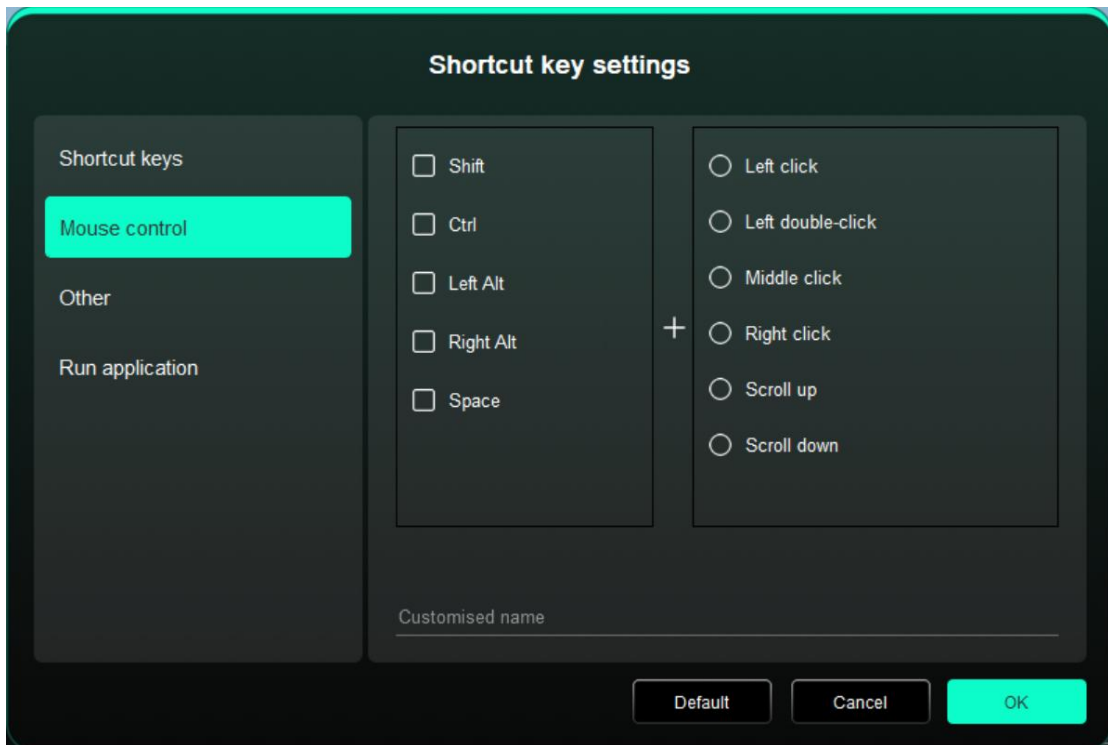 Shortcut key settings
Shortcut keys
Mouse control
Other
Run application
Shift
Ctrl
Left Alt
Right Alt
Space
+
Left click
Left double-click
Middle click
Right click
Scroll up
Scroll down
Customised name
Default
Cancel
OK